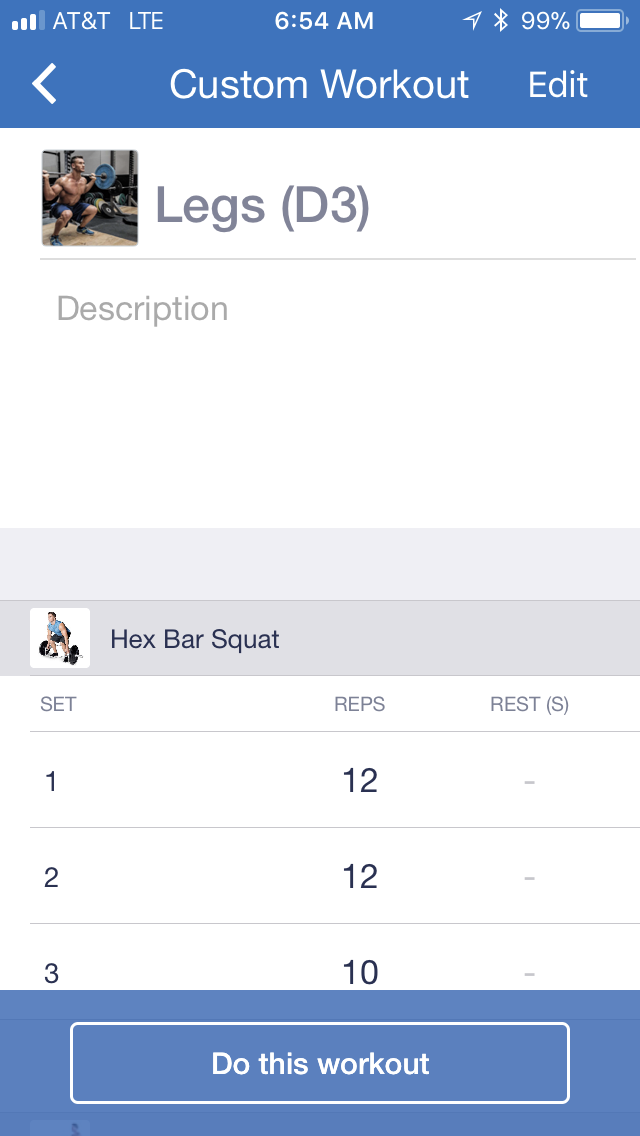 AT&T LTE 6:54 AM 99%
Custom Workout Edit
Legs (D3)
Description
Hex Bar Squat
SET REPS REST (S)
1 12 -
2 12 -
3 10 -
Do this workout